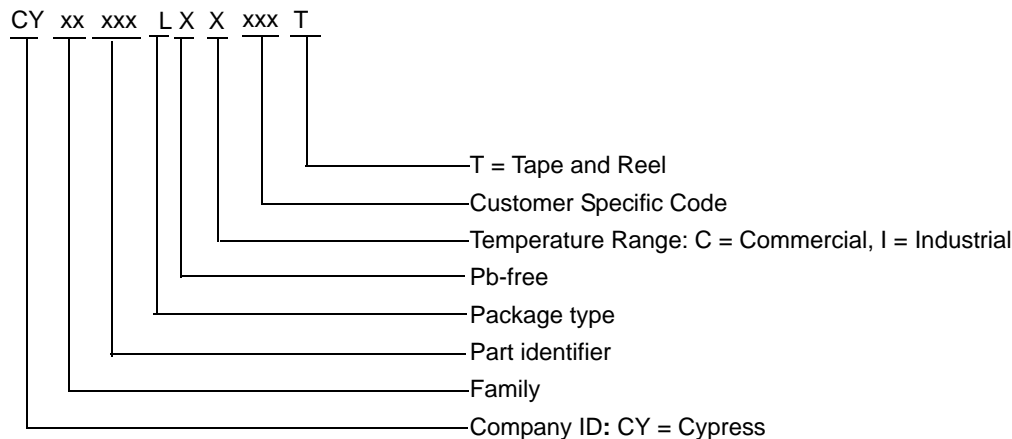 CY xx xxx L X X xxx T
T = Tape and Reel
Customer Specific Code
Temperature Range: C = Commercial, I = Industrial
Pb-free
Package type
Part identifier
Family
Company ID: CY = Cypress